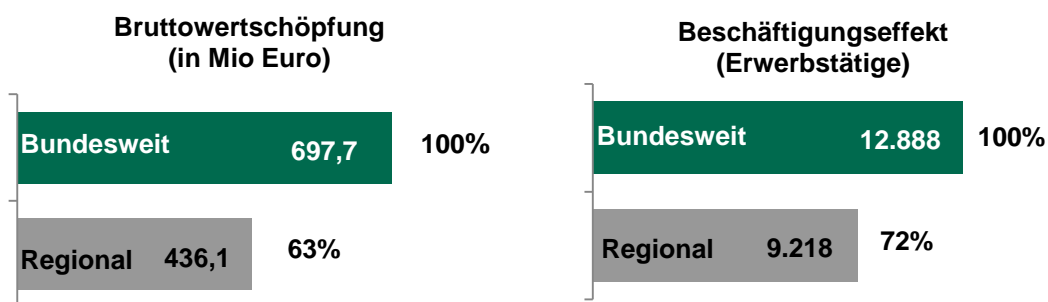 Bruttowertschöpfung
(in Mio Euro)
Bundesweit 697,7 100%
Regional 436,1 63%
Beschäftigungseffekt
(Erwerbstätige)
Bundesweit 12.888 100%
Regional 9.218 72%